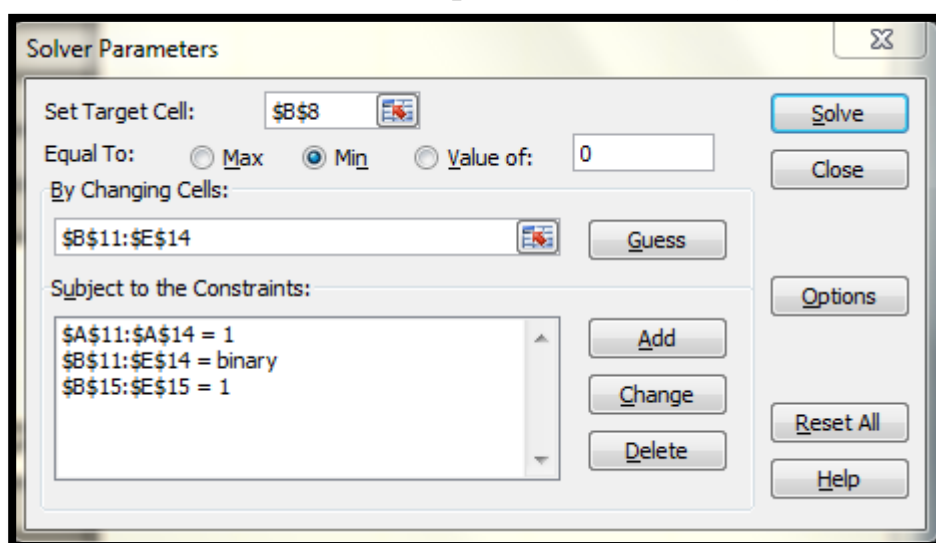 Solver Parameters
Set Target Cell: $B$8
Solve
Equal To: Max Min Value of: 0
Close
By Changing Cells:
$B$11:$E$14
Guess
Subject to the Constraints:
Options
$A$11:$A$14 = 1
$B$11:$E$14 = binary
$B$15:$E$15 = 1
Add
Change
Delete
Reset All
Help